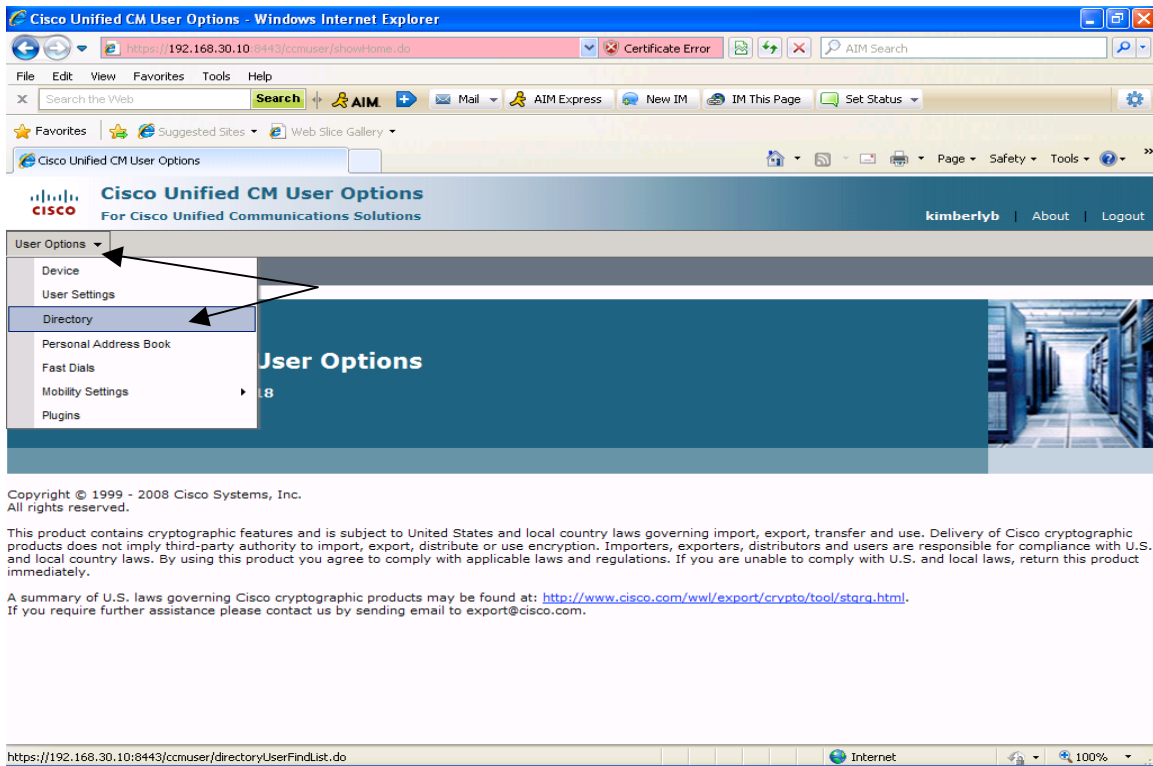 Cisco Unified CM User Options - Windows Internet Explorer
https://192.168.30.10:8443/ccmuser/showHome.do
Certificate Error
AIM Search
File Edit View Favorites Tools Help
x Search the Web Search AIM. Mail AIM Express New IM IM This Page Set Status
Favorites Suggested Sites Web Slice Gallery
Cisco Unified CM User Options
Page Safety Tools
CISCO
Cisco Unified CM User Options
For Cisco Unified Communications Solutions
kimberlyb | About | Logout
User Options
Device
User Settings
Directory
Personal Address Book
Fast Dials
Mobility Settings
Plugins
User Options
18
Copyright © 1999 - 2008 Cisco Systems, Inc.
All rights reserved.
This product contains cryptographic features and is subject to United States and local country laws governing import, export, transfer and use. Delivery of Cisco cryptographic
products does not imply third-party authority to import, export, distribute or use encryption. Importers, exporters, distributors and users are responsible for compliance with U.S.
and local country laws. By using this product you agree to comply with applicable laws and regulations. If you are unable to comply with U.S. and local laws, return this product
immediately.
A summary of U.S. laws governing Cisco cryptographic products may be found at: http://www.cisco.com/wwl/export/crypto/tool/stqrg.html.
If you require further assistance please contact us by sending email to export@cisco.com.
https://192.168.30.10:8443/ccmuser/directoryUserFindList.do
Internet
100%